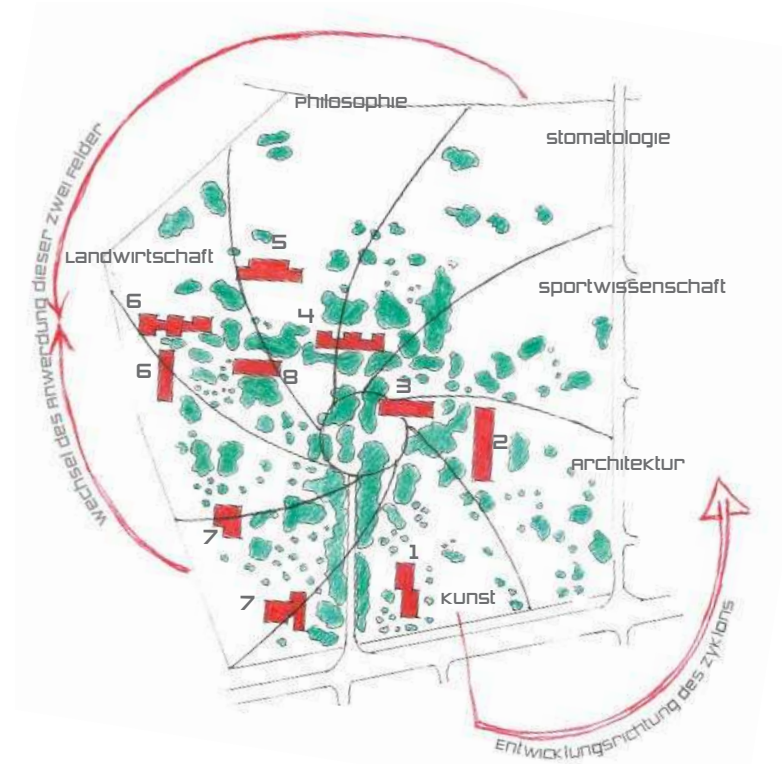 Philosophie
Stomatologie
Landwirtschaft
5
Sportwissenschaft
6
4
6
8
3
2
Architektur
7
1
7
Kunst
Wechsel des Anwerdung dieser zwei Felder
Entwicklungsrichtung des Zyklons